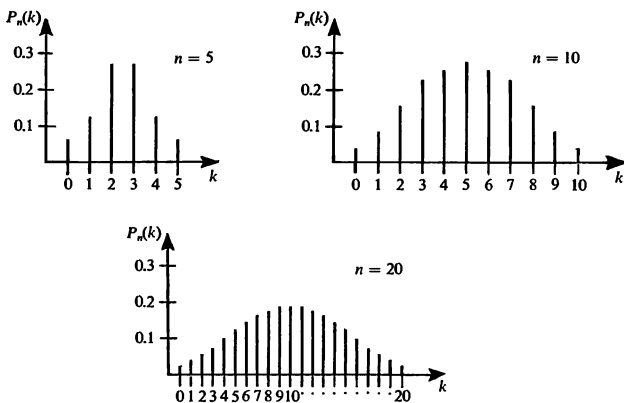 Pn(k)
0.3
0.2
0.1
n = 5
0 1 2 3 4 5 k
Pn(k)
0.3
0.2
0.1
n = 10
0 1 2 3 4 5 6 7 8 9 10 k
Pn(k)
0.3
0.2
0.1
n = 20
0 1 2 3 4 5 6 7 8 9 10 · · · · · · · · · 20 k